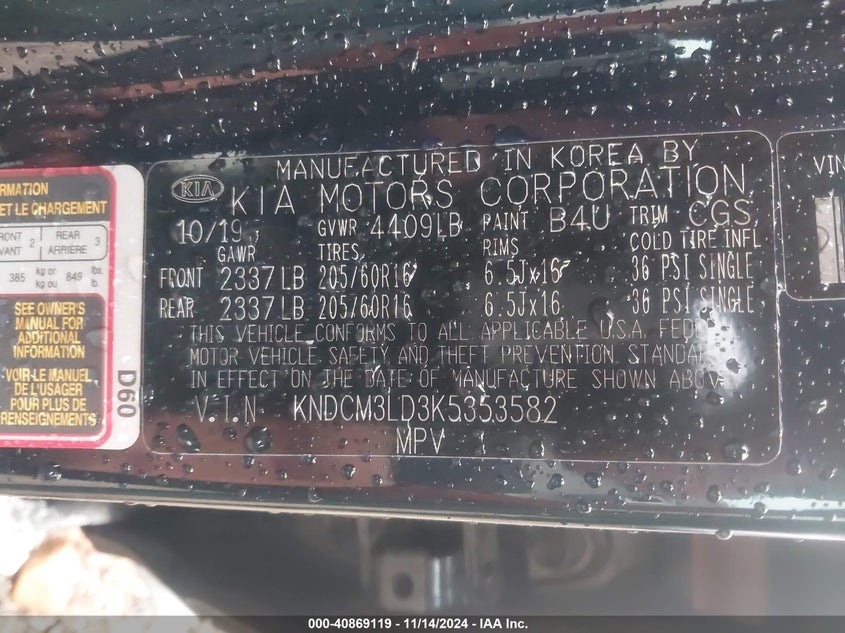 RMATION
ET LE CHARGEMENT
FRONT 2 REAR 3
VANT ARRIÈRE
385 kg or 849 lbs.
kg ou lb.
SEE OWNER'S
MANUAL FOR
ADDITIONAL
INFORMATION
VOIR LE MANUEL
DE L'USAGER
POUR PLUS DE
RENSEIGNEMENTS
D60
MANUFACTURED IN KOREA BY
KIA KIA MOTORS CORPORATION
10/19 GVWR 4409LB PAINT B4U TRIM CGS
GAWR TIRES RIMS COLD TIRE INFL
FRONT 2337LB 205/60R16 6.5Jx16 36 PSI SINGLE
REAR 2337LB 205/60R16 6.5Jx16 36 PSI SINGLE
THIS VEHICLE CONFORMS TO ALL APPLICABLE U.S.A. FED
MOTOR VEHICLE SAFETY AND THEFT PREVENTION STANDA
IN EFFECT ON THE DATE OF MANUFACTURE SHOWN ABOV
V.I.N KNDCM3LD3K5353582
MPV
VIN
000-40869119 - 11/14/2024 - IAA Inc.